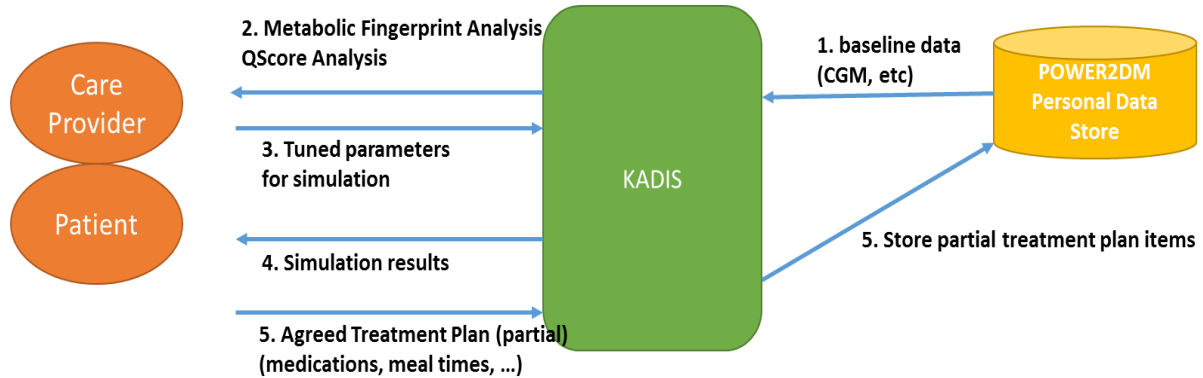 2. Metabolic Fingerprint Analysis
QScore Analysis
1. baseline data
(CGM, etc)
POWER2DM
Personal Data
Store
Care
Provider
3. Tuned parameters
for simulation
KADIS
Patient
4. Simulation results
5. Store partial treatment plan items
5. Agreed Treatment Plan (partial)
(medications, meal times, ...)